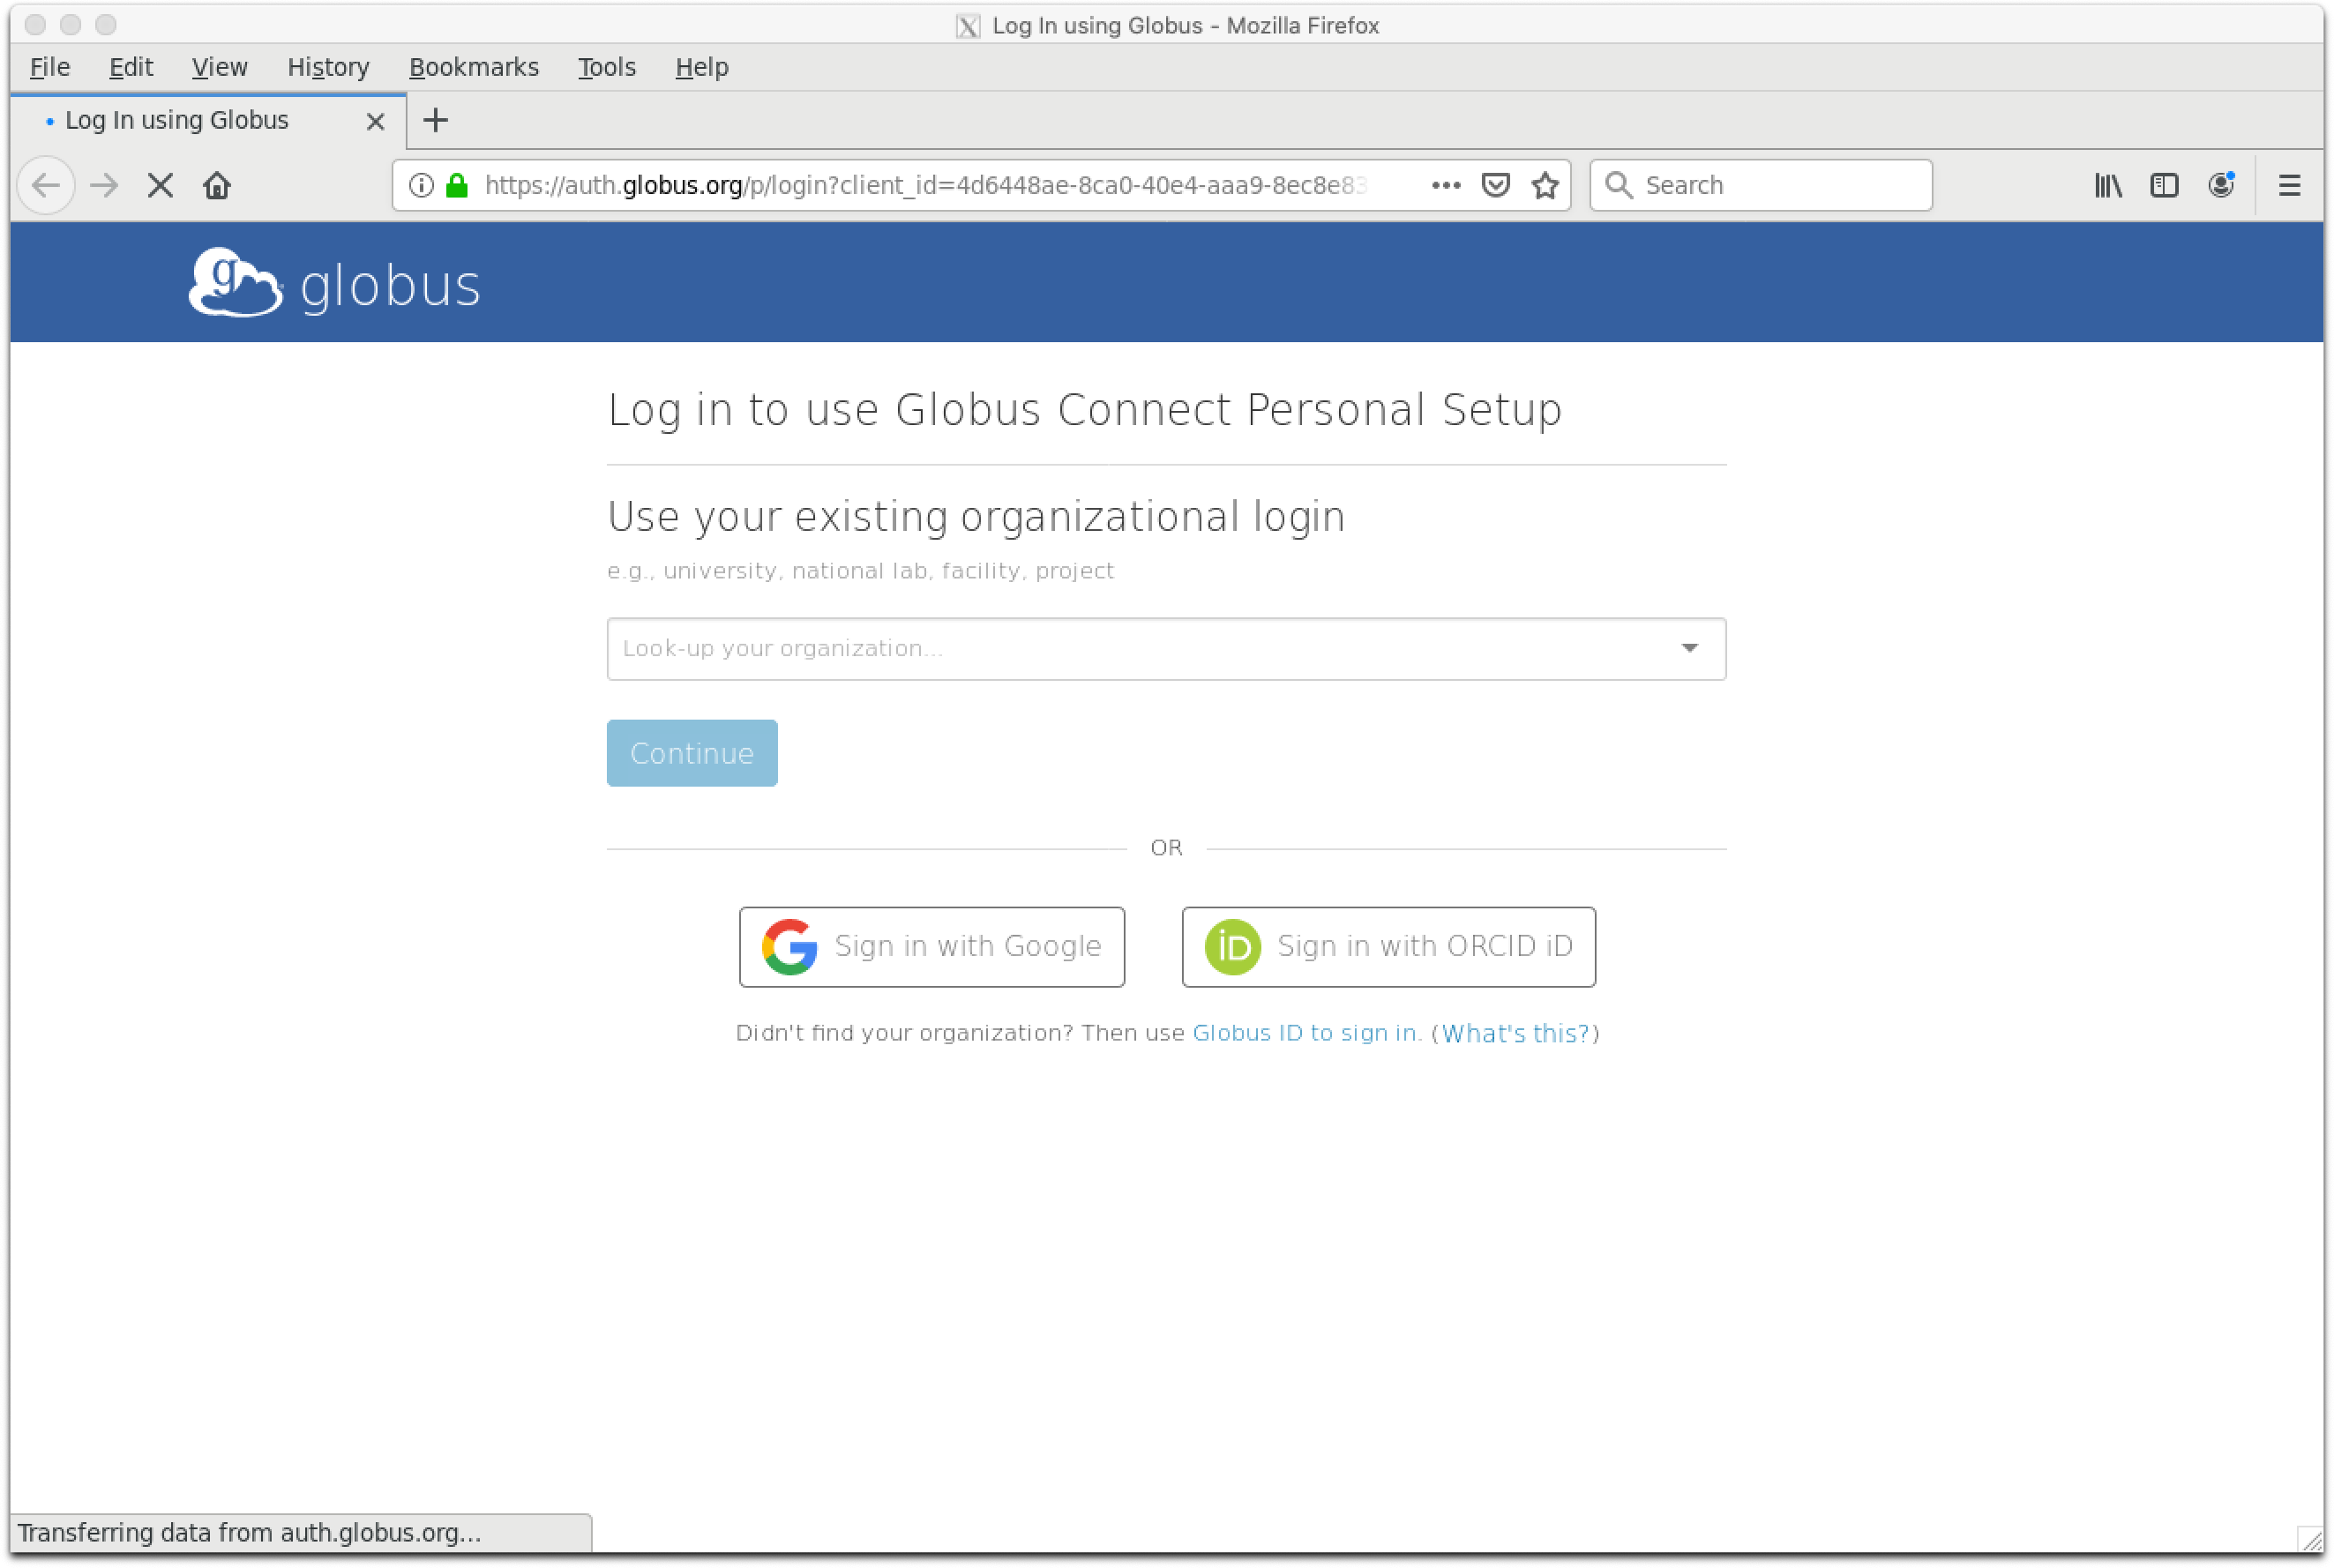 Log In using Globus - Mozilla Firefox
File Edit View History Bookmarks Tools Help
Log In using Globus
https://auth.globus.org/p/login?client_id=4d6448ae-8ca0-40e4-aaa9-8ec8e83
Search
g globus
Log in to use Globus Connect Personal Setup
Use your existing organizational login
e.g., university, national lab, facility, project
Look-up your organization...
Continue
OR
Sign in with Google
iD Sign in with ORCID iD
Didn't find your organization? Then use Globus ID to sign in. (What's this?)
Transferring data from auth.globus.org...